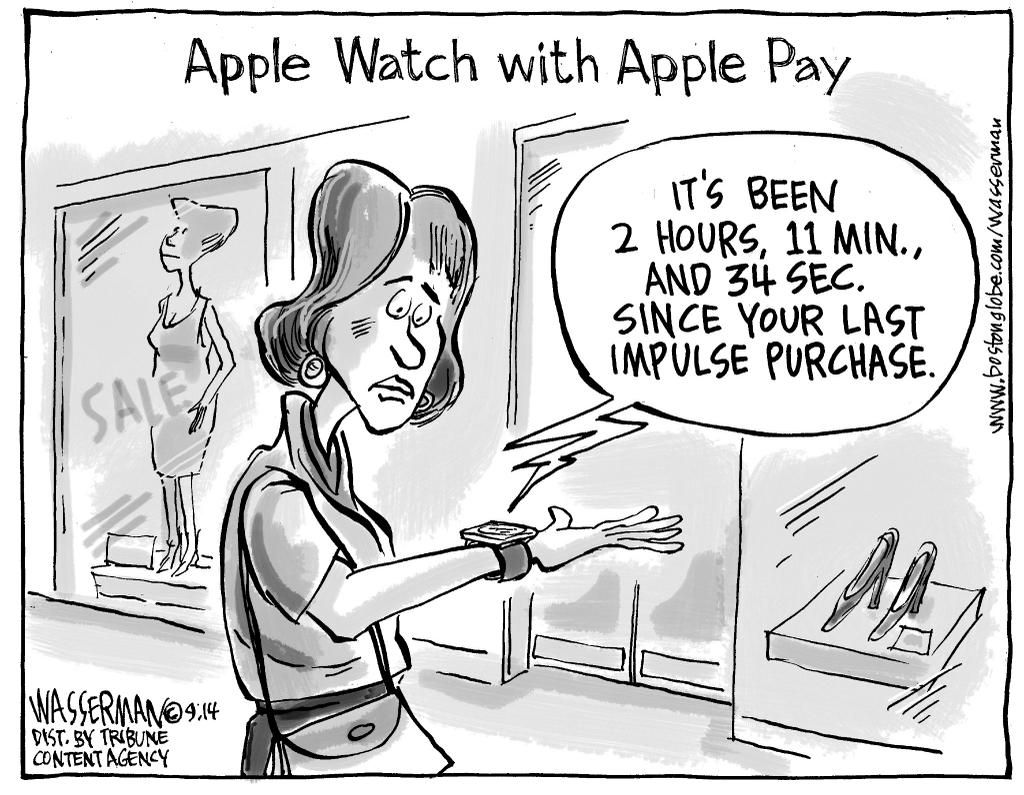 Apple Watch with Apple Pay
IT'S BEEN
2 HOURS, 11 MIN.,
AND 34 SEC.
SINCE YOUR LAST
IMPULSE PURCHASE.
SALE
www.bostonglobe.com/wasserman
WASSERMAN © 9.14
DIST. BY TRIBUNE
CONTENT AGENCY